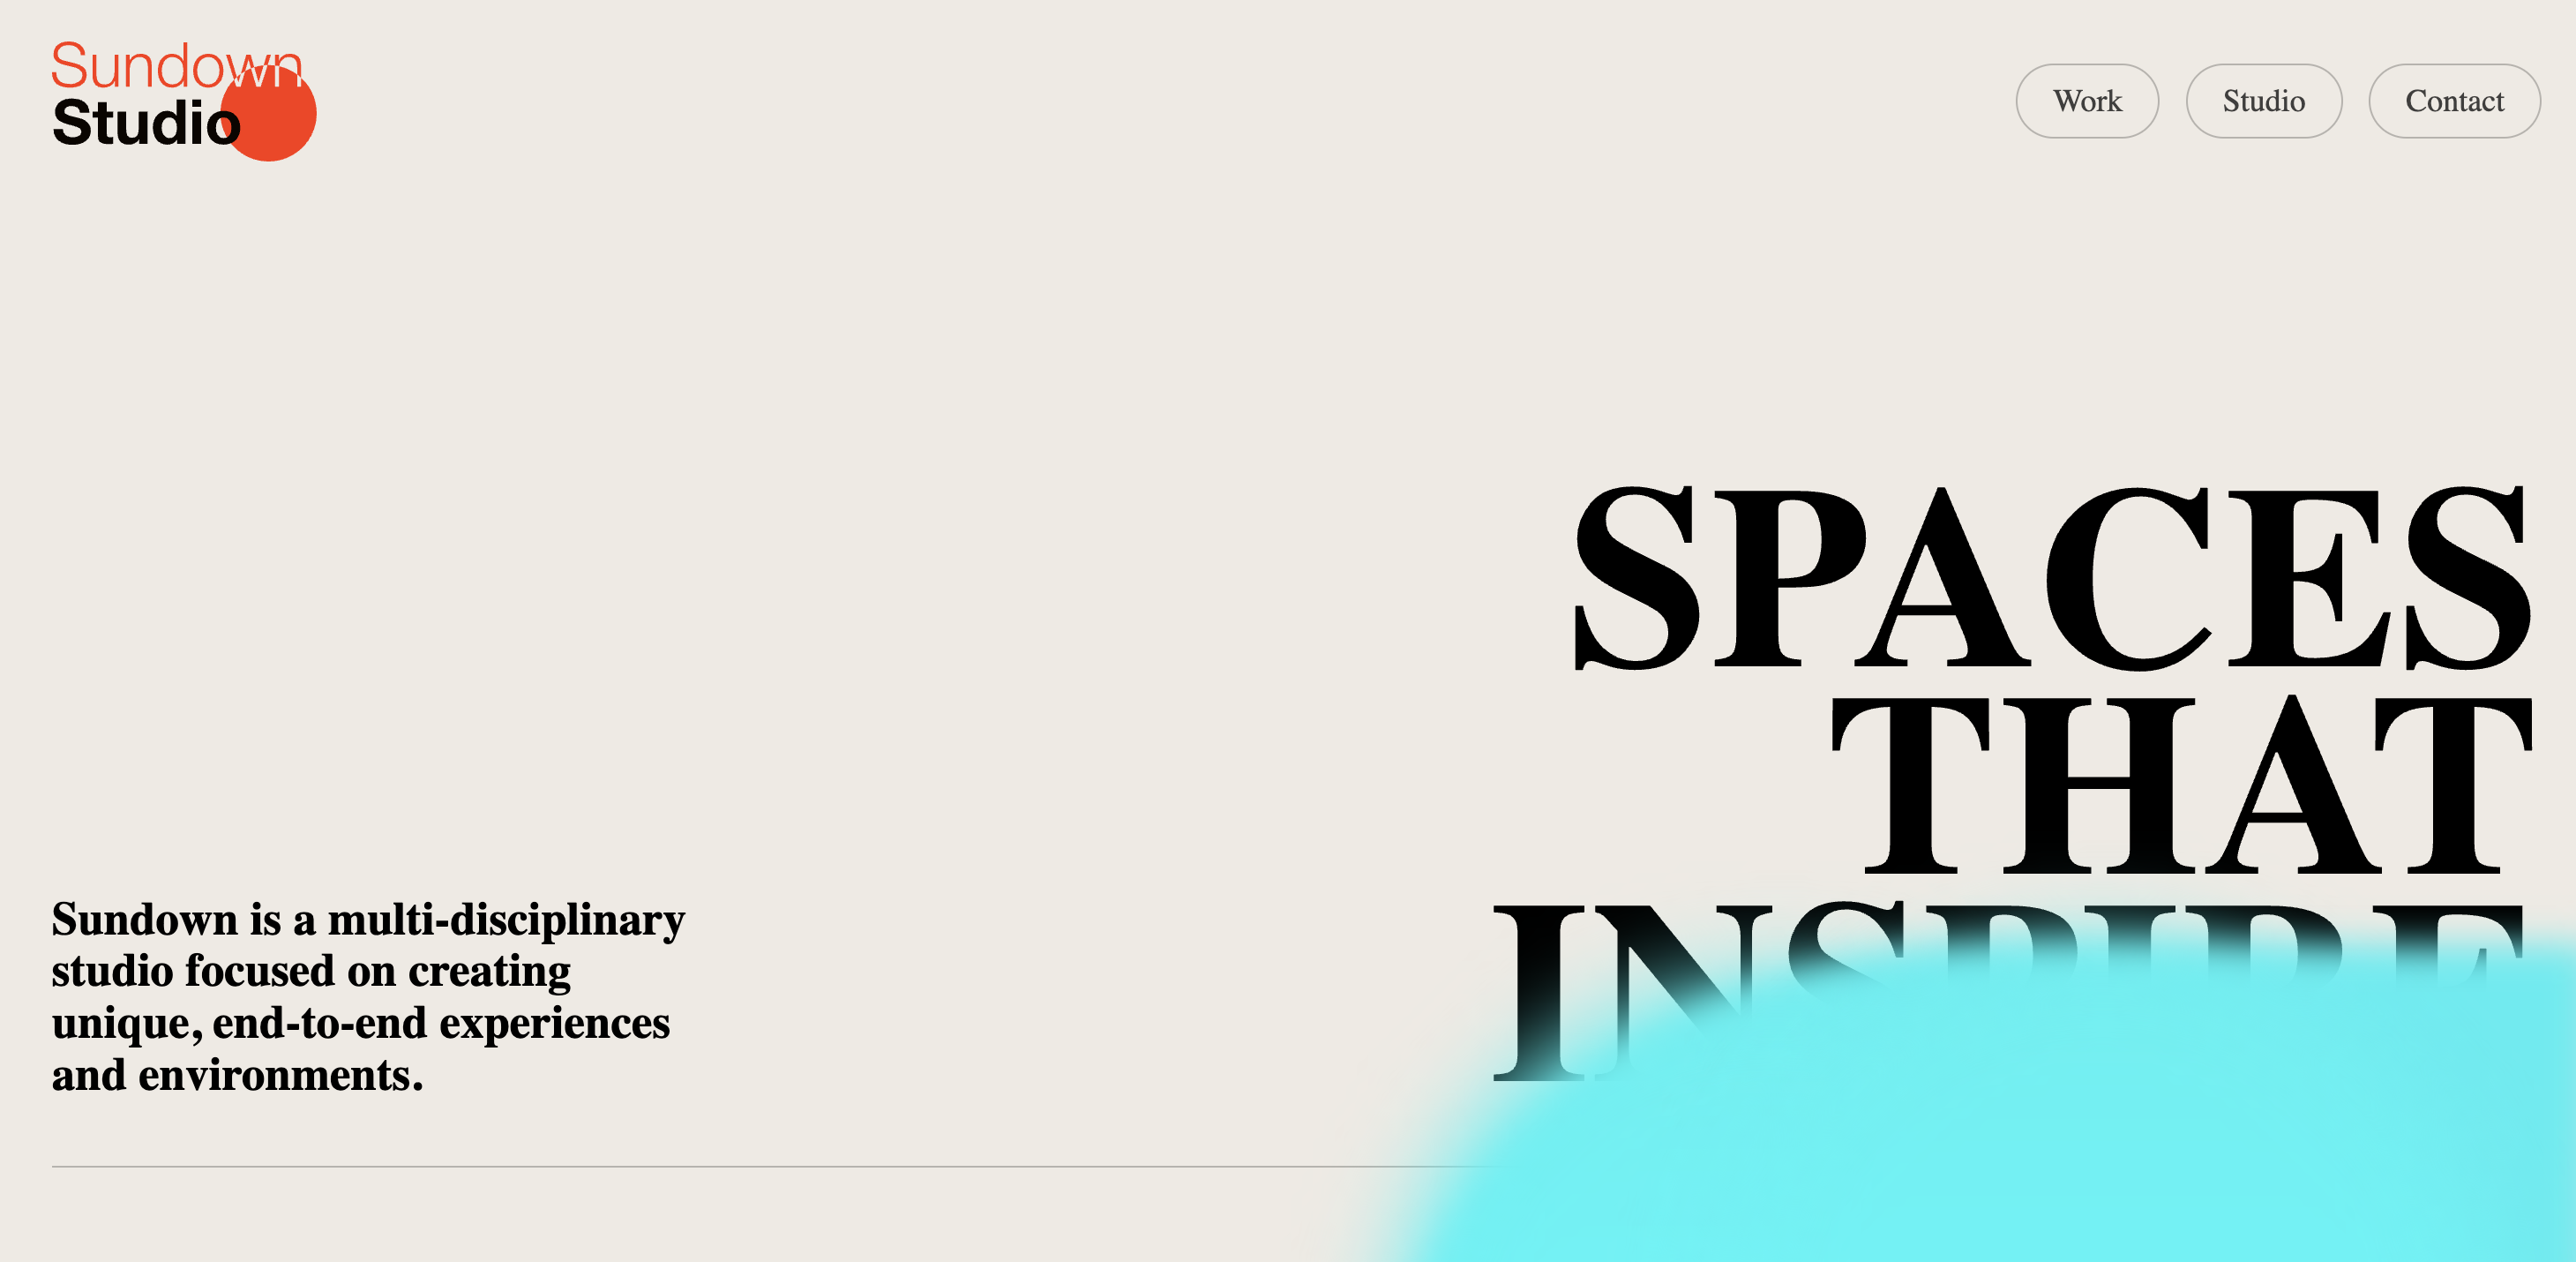 Sundown
Studio
Work
Studio
Contact
SPACES
THAT
INSPIRE
Sundown is a multi-disciplinary
studio focused on creating
unique, end-to-end experiences
and environments.